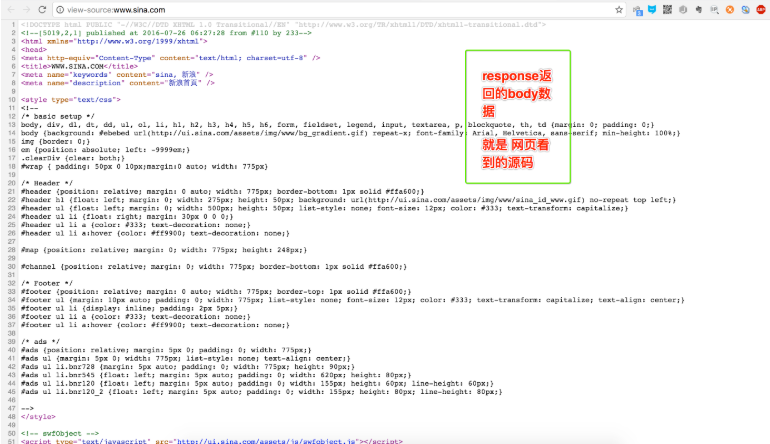 view-source:www.sina.com
1 <!DOCTYPE html PUBLIC "-//W3C//DTD XHTML 1.0 Transitional//EN" "http://www.w3.org/TR/xhtml1/DTD/xhtml1-transitional.dtd">
2 <!--[5019,2,1] published at 2016-07-26 06:27:28 from #110 by 233-->
3 <html xmlns="http://www.w3.org/1999/xhtml">
4 <head>
5 <meta http-equiv="Content-Type" content="text/html; charset=utf-8" />
6 <title>WWW.SINA.COM</title>
7 <meta name="keywords" content="sina, 新浪" />
8 <meta name="description" content="新浪首頁" />
9
10 <style type="text/css">
11 <!--
12 /* basic setup */
13 body, div, dl, dt, dd, ul, ol, li, h1, h2, h3, h4, h5, h6, form, fieldset, legend, input, textarea, p, blockquote, th, td {margin: 0; padding: 0;}
14 body {background: #ebebed url(http://ui.sina.com/assets/img/www/bg_gradient.gif) repeat-x; font-family: Arial, Helvetica, sans-serif; min-height: 100%;}
15 img {border: 0;}
16 em {position: absolute; left: -9999em;}
17 .clearDiv {clear: both;}
18 #wrap { padding: 50px 0 10px;margin:0 auto; width: 775px}
19
20 /* Header */
21 #header {position: relative; margin: 0 auto; width: 775px; border-bottom: 1px solid #ffa600;}
22 #header h1 {float: left; margin: 0; width: 275px; height: 50px; background: url(http://ui.sina.com/assets/img/www/sina_id_www.gif) no-repeat top left;}
23 #header ul {float: left; margin: 0; width: 500px; height: 50px; list-style: none; font-size: 12px; color: #333; text-transform: capitalize;}
24 #header ul li {float: right; margin: 30px 0 0 0;}
25 #header ul li a {color: #333; text-decoration: none;}
26 #header ul li a:hover {color: #ff9900; text-decoration: none;}
27
28 #map {position: relative; margin: 0; width: 775px; height: 248px;}
29
30 #channel {position: relative; margin: 0; width: 775px; border-bottom: 1px solid #ffa600;}
31
32 /* Footer */
33 #footer {position: relative; margin: 0 auto; width: 775px; border-top: 1px solid #ffa600;}
34 #footer ul {margin: 10px auto; padding: 0; width: 775px; list-style: none; font-size: 12px; color: #333; text-transform: capitalize; text-align: center;}
35 #footer ul li {display: inline; padding: 2px 5px;}
36 #footer ul li a {color: #333; text-decoration: none;}
37 #footer ul li a:hover {color: #ff9900; text-decoration: none;}
38
39 /* ads */
40 #ads {position: relative; margin: 5px 0; padding: 0; width: 775px;}
41 #ads ul {margin: 5px 0; width: 775px; list-style: none; text-align: center;}
42 #ads ul li.bnr728 {margin: 5px auto; padding: 0; width: 775px; height: 90px;}
43 #ads ul li.bnr545 {float: left; margin: 5px auto; padding: 0; width: 620px; height: 80px;}
44 #ads ul li.bnr120 {float: left; margin: 5px auto; padding: 0; width: 155px; height: 60px; line-height: 60px;}
45 #ads ul li.bnr120_2 {float: left; margin: 5px auto; padding: 0; width: 155px; height: 80px; line-height: 80px;}
46
47 -->
48 </style>
49
50 <!-- swfObject -->
51 <script type="text/javascript" src="http://ui.sina.com/assets/js/swfobject.js"></script>
response返
回的body数
据
就是 网页看
到的源码